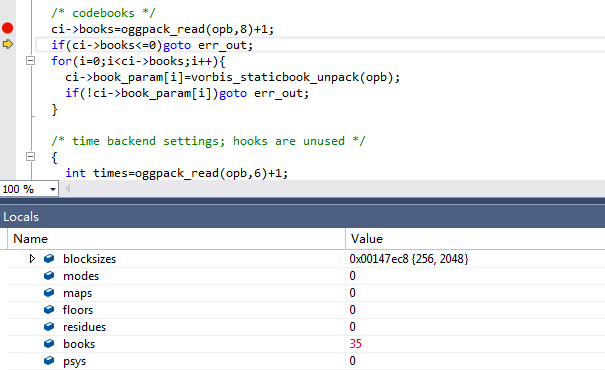 /* codebooks */
ci->books=oggpack_read(opb,8)+1;
if(ci->books<=0)goto err_out;
for(i=0;i<ci->books;i++){
ci->book_param[i]=vorbis_staticbook_unpack(opb);
if(!ci->book_param[i])goto err_out;
}
/* time backend settings; hooks are unused */
{
int times=oggpack_read(opb,6)+1;
100 %
Locals
Name Value
blocksizes 0x00147ec8 {256, 2048}
modes 0
maps 0
floors 0
residues 0
books 35
psys 0